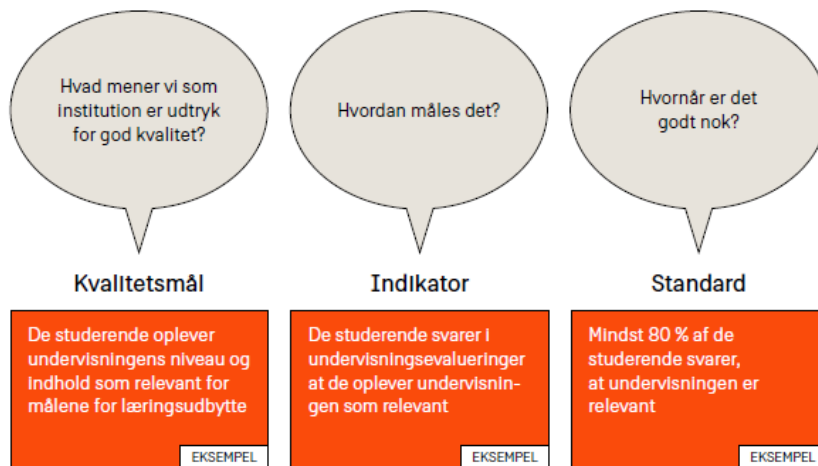 Hvad mener vi som
institution er udtryk
for god kvalitet?
Hvordan måles det?
Hvornår er det
godt nok?
Kvalitetsmål
Indikator
Standard
De studerende oplever
undervisningens niveau og
indhold som relevant for
målene for læringsudbytte
EKSEMPEL
De studerende svarer i
undervisningsevalueringer
at de oplever undervisnin-
gen som relevant
EKSEMPEL
Mindst 80 % af de
studerende svarer,
at undervisningen er
relevant
EKSEMPEL